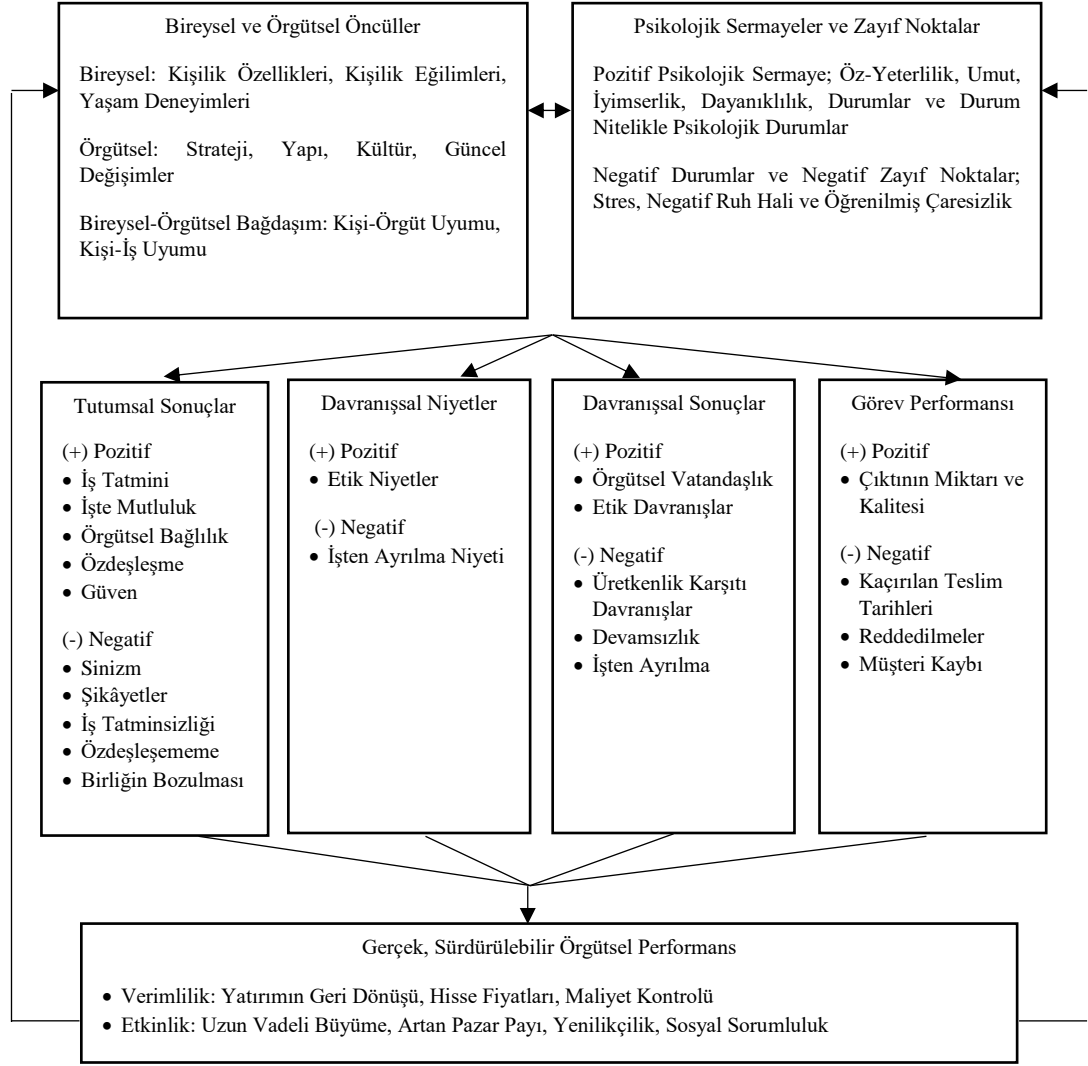 Bireysel ve Örgütsel Öncüller
Bireysel: Kişilik Özellikleri, Kişilik Eğilimleri,
Yaşam Deneyimleri
Örgütsel: Strateji, Yapı, Kültür, Güncel
Değişimler
Bireysel-Örgütsel Bağdaşım: Kişi-Örgüt Uyumu,
Kişi-İş Uyumu
Psikolojik Sermayeler ve Zayıf Noktalar
Pozitif Psikolojik Sermaye; Öz-Yeterlilik, Umut,
İyimserlik, Dayanıklılık, Durumlar ve Durum
Nitelikle Psikolojik Durumlar
Negatif Durumlar ve Negatif Zayıf Noktalar;
Stres, Negatif Ruh Hali ve Öğrenilmiş Çaresizlik
Tutumsal Sonuçlar
(+) Pozitif
• İş Tatmini
• İşte Mutluluk
• Örgütsel Bağlılık
• Özdeşleşme
• Güven
(-) Negatif
• Sinizm
• Şikâyetler
• İş Tatminsizliği
• Özdeşleşememe
• Birliğin Bozulması
Davranışsal Niyetler
(+) Pozitif
• Etik Niyetler
(-) Negatif
• İşten Ayrılma Niyeti
Davranışsal Sonuçlar
(+) Pozitif
• Örgütsel Vatandaşlık
• Etik Davranışlar
(-) Negatif
• Üretkenlik Karşıtı
Davranışlar
• Devamsızlık
• İşten Ayrılma
Görev Performansı
(+) Pozitif
• Çıktının Miktarı ve
Kalitesi
(-) Negatif
• Kaçırılan Teslim
Tarihleri
• Reddedilmeler
• Müşteri Kaybı
Gerçek, Sürdürülebilir Örgütsel Performans
• Verimlilik: Yatırımın Geri Dönüşü, Hisse Fiyatları, Maliyet Kontrolü
• Etkinlik: Uzun Vadeli Büyüme, Artan Pazar Payı, Yenilikçilik, Sosyal Sorumluluk